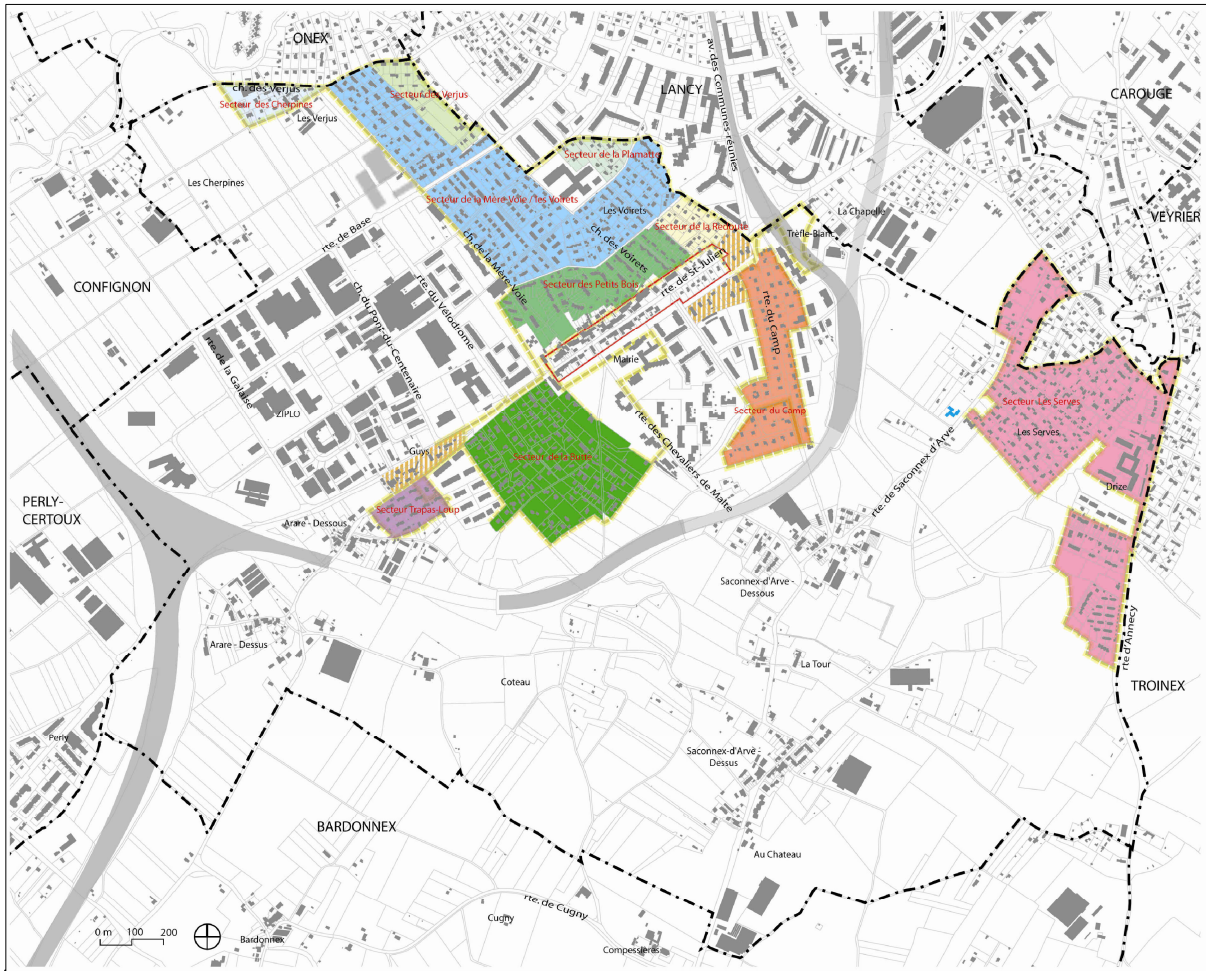 ONEX
ch. des Verjus
Secteur des Cherpines
Les Verjus
Secteur des Verjus
LANCY
av. des Communes réunies
CAROUGE
Les Cherpines
Secteur de la Plamatte
Secteur de la Mère-Voie / les Voirets
Les Voirets
La Chapelle
VEYRIER
rte. de Base
ch. de la Mère-Voie
ch. des Voirets
Secteur de la Redoute
Trèfle-Blanc
CONFIGNON
Secteur des Petits Bois
rte. de St-Julien
ch. du Pont-du-Centenaire
rte. du Vélodrome
rte. du Camp
rte. de la Galaise
Mairie
ZIPLO
Secteur du Camp
Secteur Les Serves
Les Serves
rte. des Chevaliers de Malte
rte. de Saconnex d'Arve
Guys
Secteur de la Butte
Drize
PERLY-
CERTOUX
Secteur Trapas-Loup
Arare - Dessous
Saconnex-d'Arve -
Dessous
Arare - Dessus
La Tour
rte d'Annecy
Coteau
TROINEX
Perly
Saconnex-d'Arve -
Dessus
BARDONNEX
Au Chateau
rte. de Cugny
Cugny
Bardonnex
Compessières
0 m 100 200